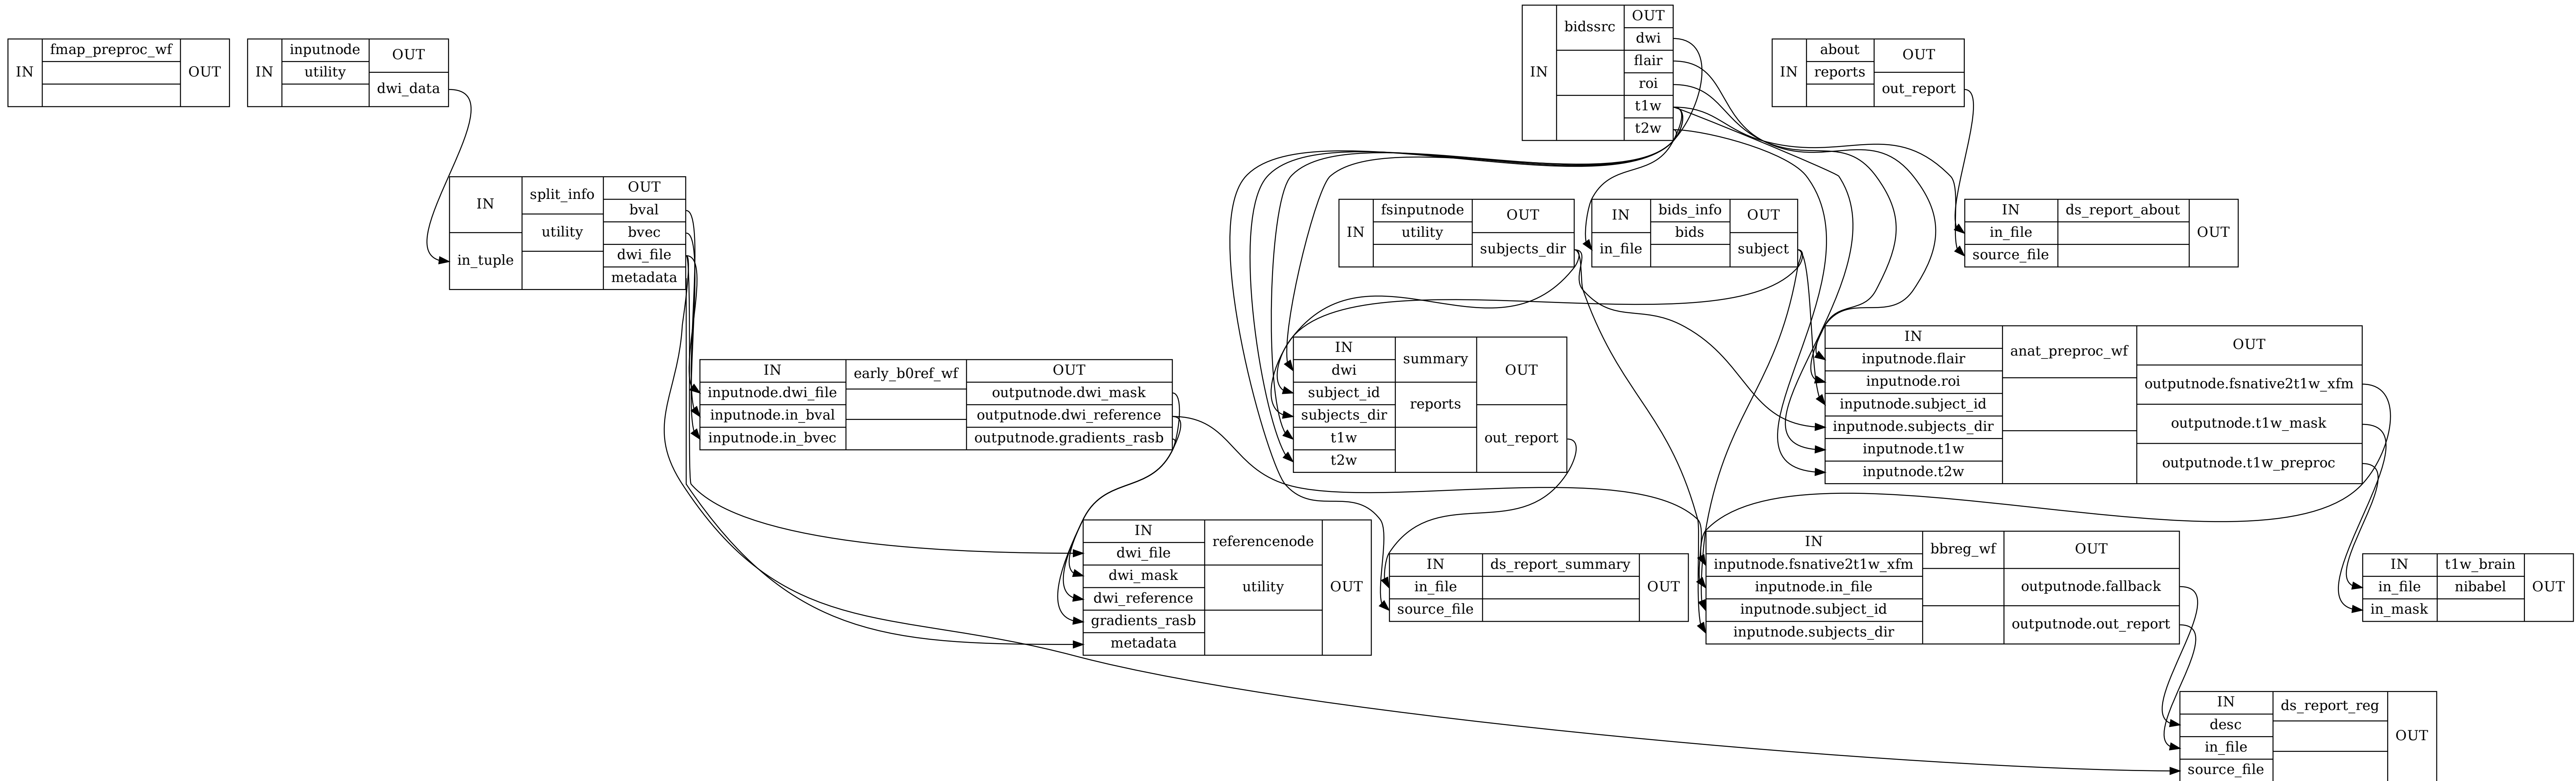 IN
fmap_preproc_wf
OUT
IN
inputnode
utility
OUT
dwi_data
IN
bidssrc
OUT
dwi
flair
roi
t1w
t2w
IN
about
reports
OUT
out_report
IN
in_tuple
split_info
utility
OUT
bval
bvec
dwi_file
metadata
IN
fsinputnode
utility
OUT
subjects_dir
IN
in_file
bids_info
bids
OUT
subject
IN
in_file
source_file
ds_report_about
OUT
IN
inputnode.dwi_file
inputnode.in_bval
inputnode.in_bvec
early_b0ref_wf
OUT
outputnode.dwi_mask
outputnode.dwi_reference
outputnode.gradients_rasb
IN
dwi
subject_id
subjects_dir
t1w
t2w
summary
reports
OUT
out_report
IN
inputnode.flair
inputnode.roi
inputnode.subject_id
inputnode.subjects_dir
inputnode.t1w
inputnode.t2w
anat_preproc_wf
OUT
outputnode.fsnative2t1w_xfm
outputnode.t1w_mask
outputnode.t1w_preproc
IN
dwi_file
dwi_mask
dwi_reference
gradients_rasb
metadata
referencenode
utility
OUT
IN
in_file
source_file
ds_report_summary
OUT
IN
inputnode.fsnative2t1w_xfm
inputnode.in_file
inputnode.subject_id
inputnode.subjects_dir
bbreg_wf
OUT
outputnode.fallback
outputnode.out_report
IN
in_file
in_mask
t1w_brain
nibabel
OUT
IN
desc
in_file
source_file
ds_report_reg
OUT